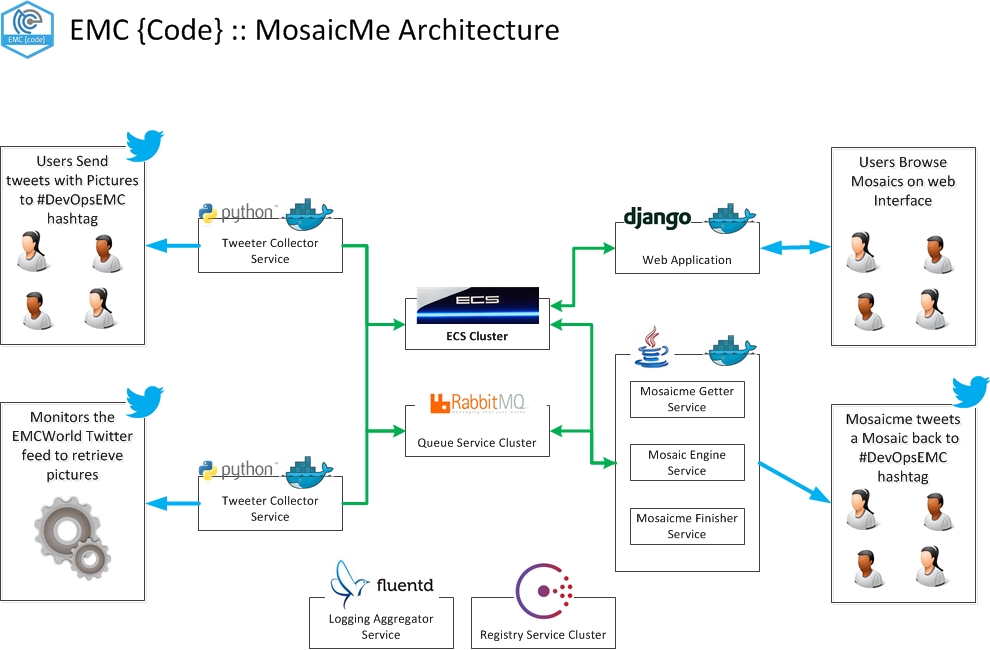 EMC {code}
EMC {Code} :: MosaicMe Architecture
Users Send
tweets with Pictures
to #DevOpsEMC
hashtag
python
Tweeter Collector
Service
django
Web Application
Users Browse
Mosaics on web
Interface
ECS
ECS Cluster
RabbitMQ
Queue Service Cluster
Mosaicme Getter
Service
Mosaic Engine
Service
Mosaicme Finisher
Service
Monitors the
EMCWorld Twitter
feed to retrieve
pictures
python
Tweeter Collector
Service
Mosaicme tweets
a Mosaic back to
#DevOpsEMC
hashtag
fluentd
Logging Aggregator
Service
Registry Service Cluster